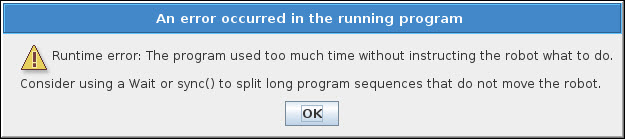 An error occurred in the running program
Runtime error: The program used too much time without instructing the robot what to do.
Consider using a Wait or sync() to split long program sequences that do not move the robot.
OK